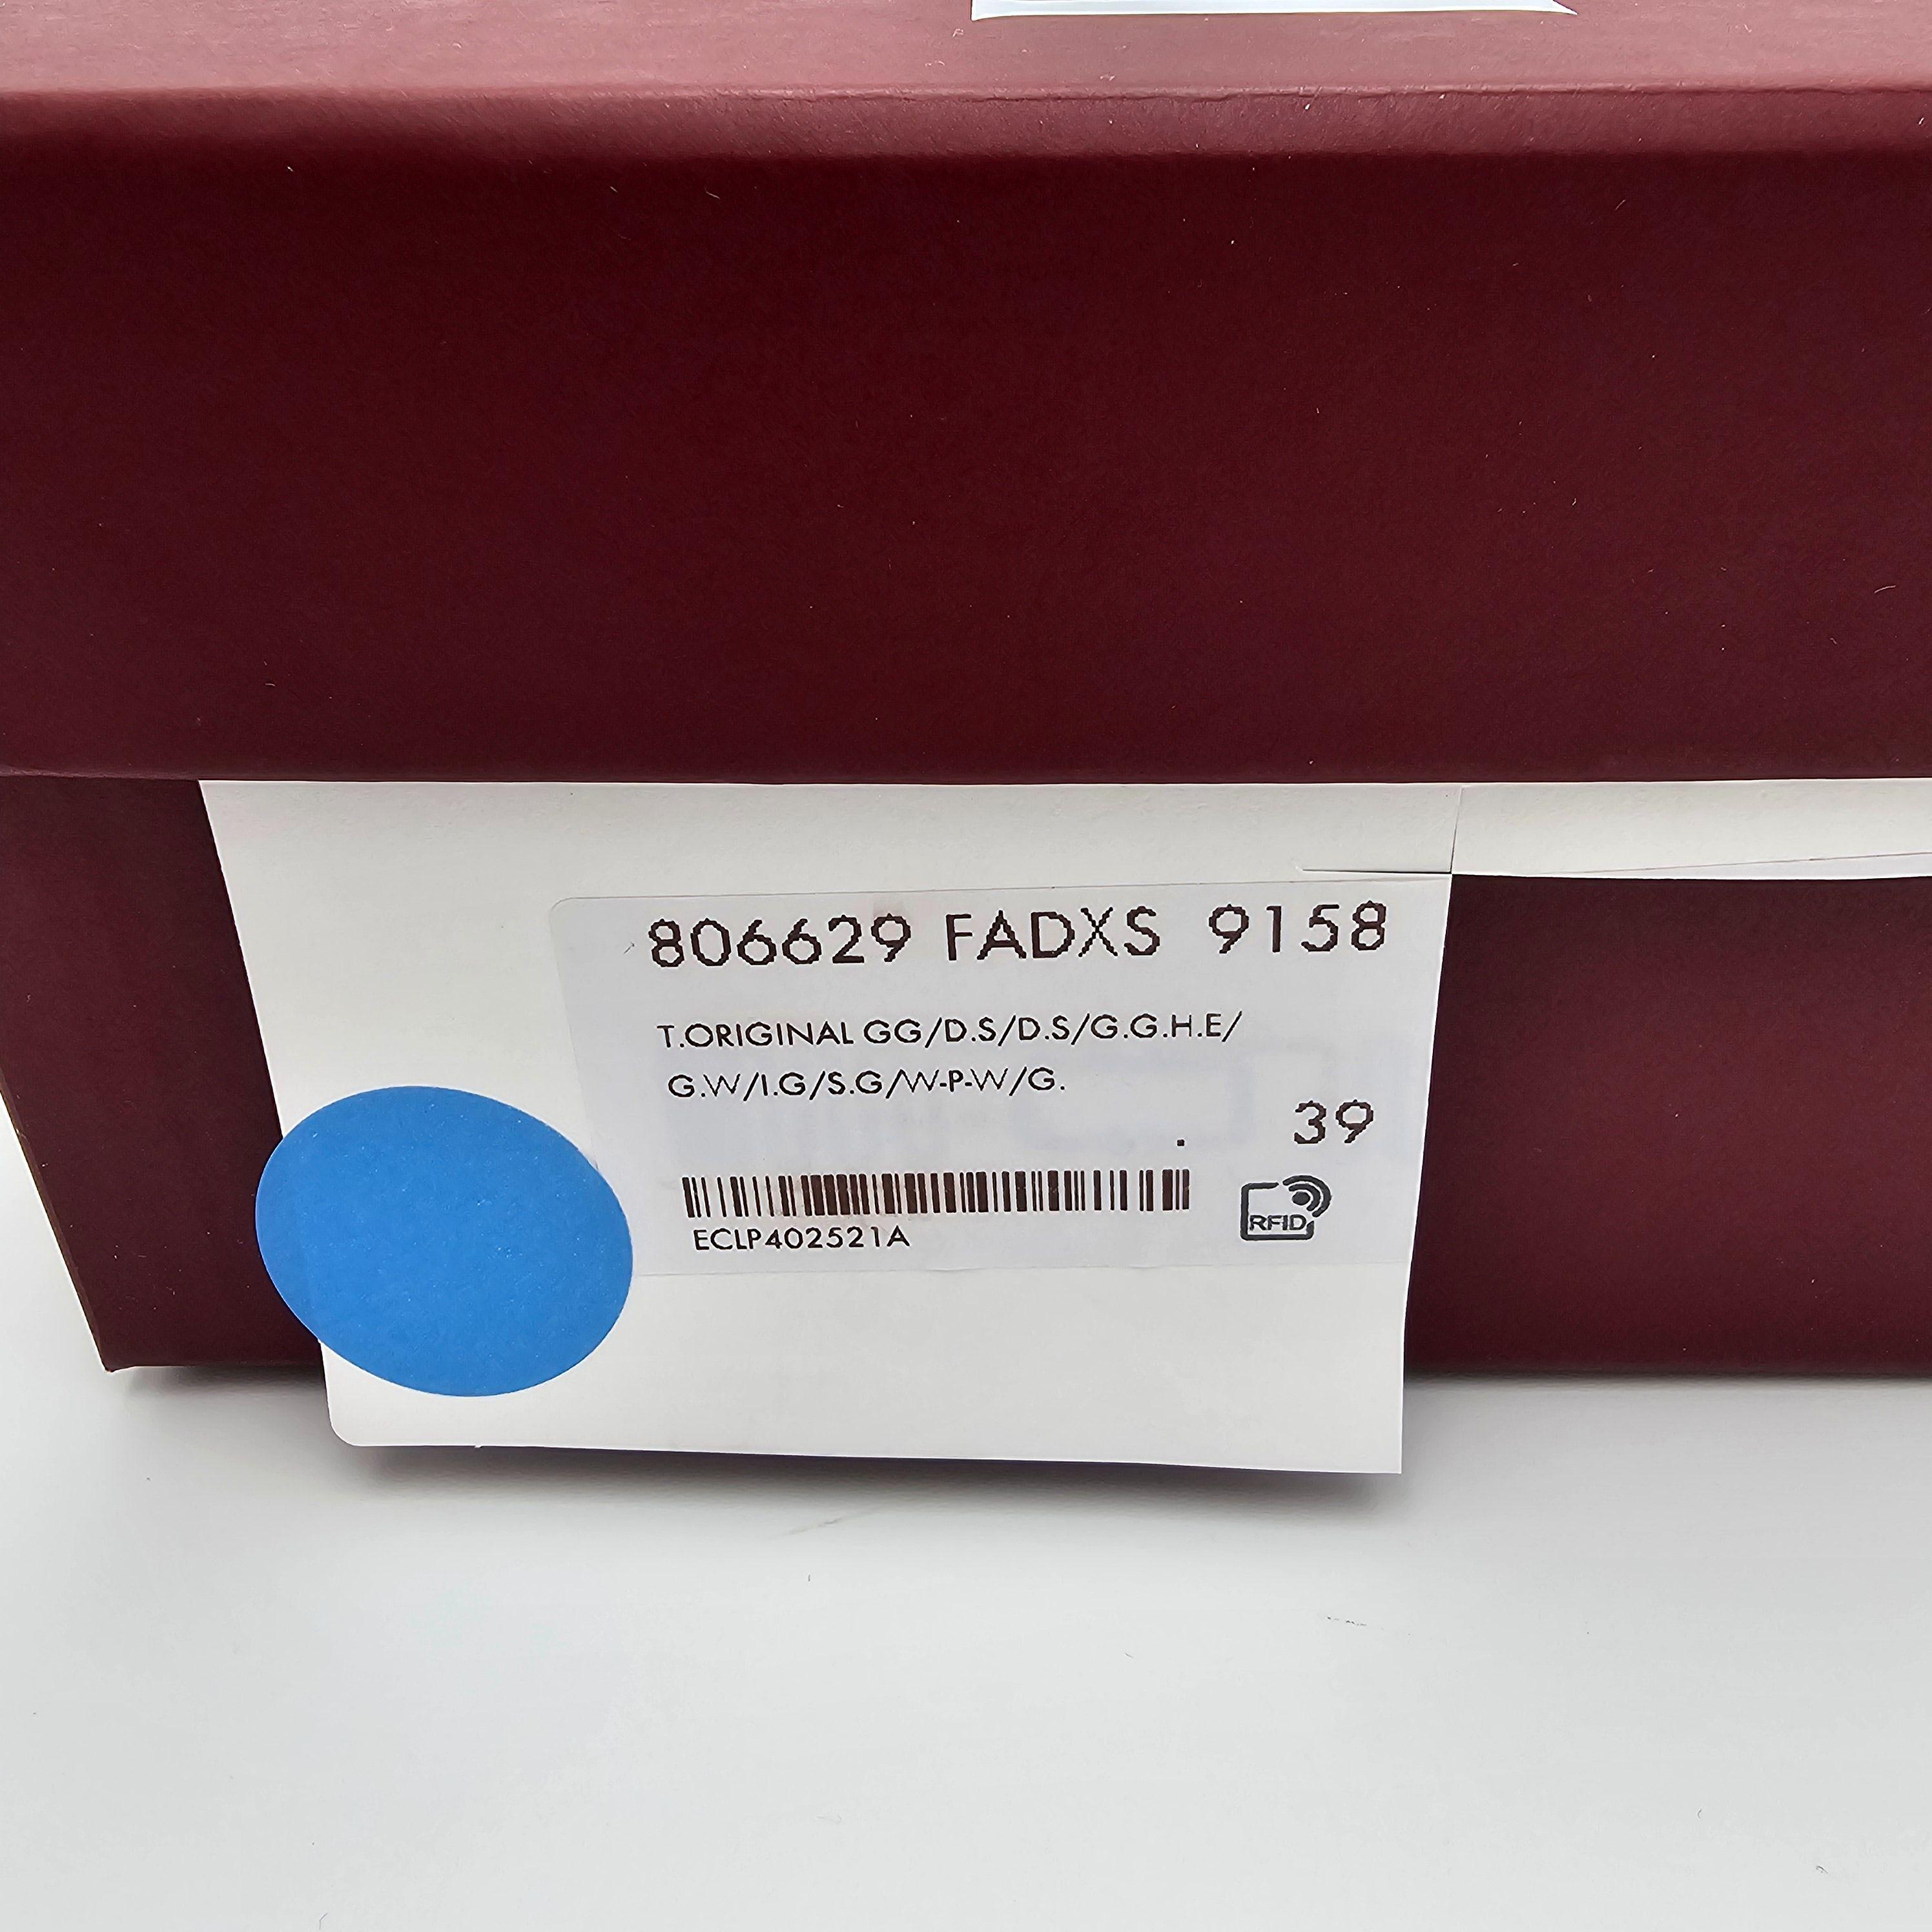 806629 FADXS 9158
T.ORIGINAL GG/D.S/D.S/G.G.H.E/
G.W/I.G/S.G/W-P-W/G.
. 39
ECLP402521A
RFID